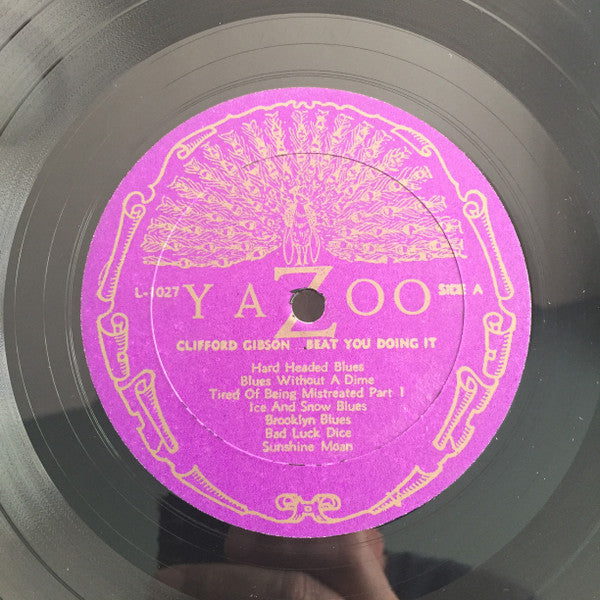 L-1027 YAZOO SIDE A
CLIFFORD GIBSON BEAT YOU DOING IT
Hard Headed Blues
Blues Without A Dime
Tired Of Being Mistreated Part 1
Ice And Snow Blues
Brooklyn Blues
Bad Luck Dice
Sunshine Moan